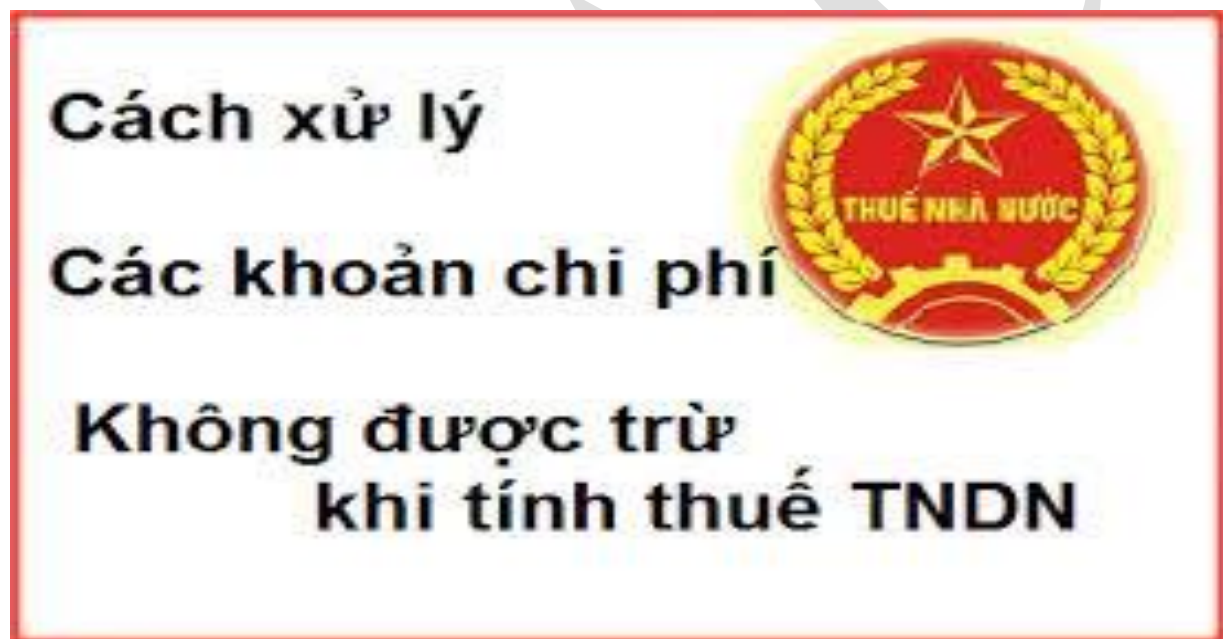 Cách xử lý
THUẾ NHÀ NƯỚC
Các khoản chi phí
Không được trừ
khi tính thuế TNDN